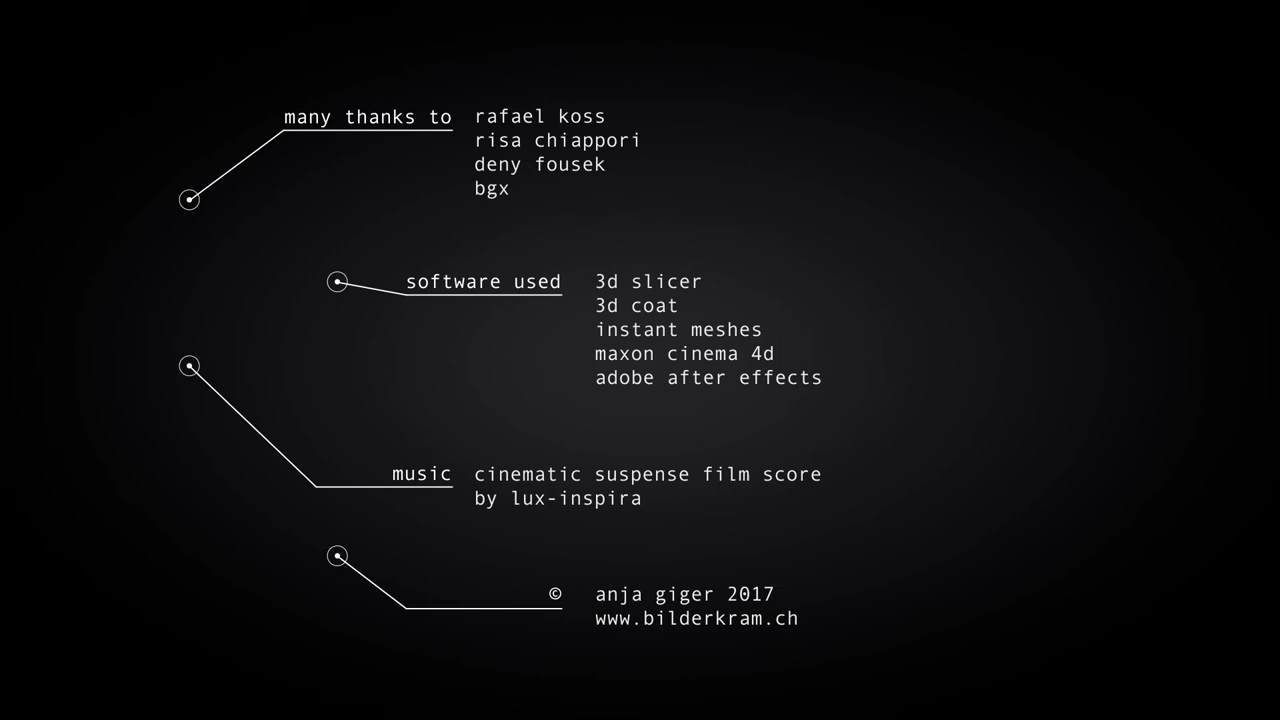 many thanks to rafael koss
risa chiappori
deny fousek
bgx
software used 3d slicer
3d coat
instant meshes
maxon cinema 4d
adobe after effects
music cinematic suspense film score
by lux-inspira
© anja giger 2017
www.bilderkram.ch